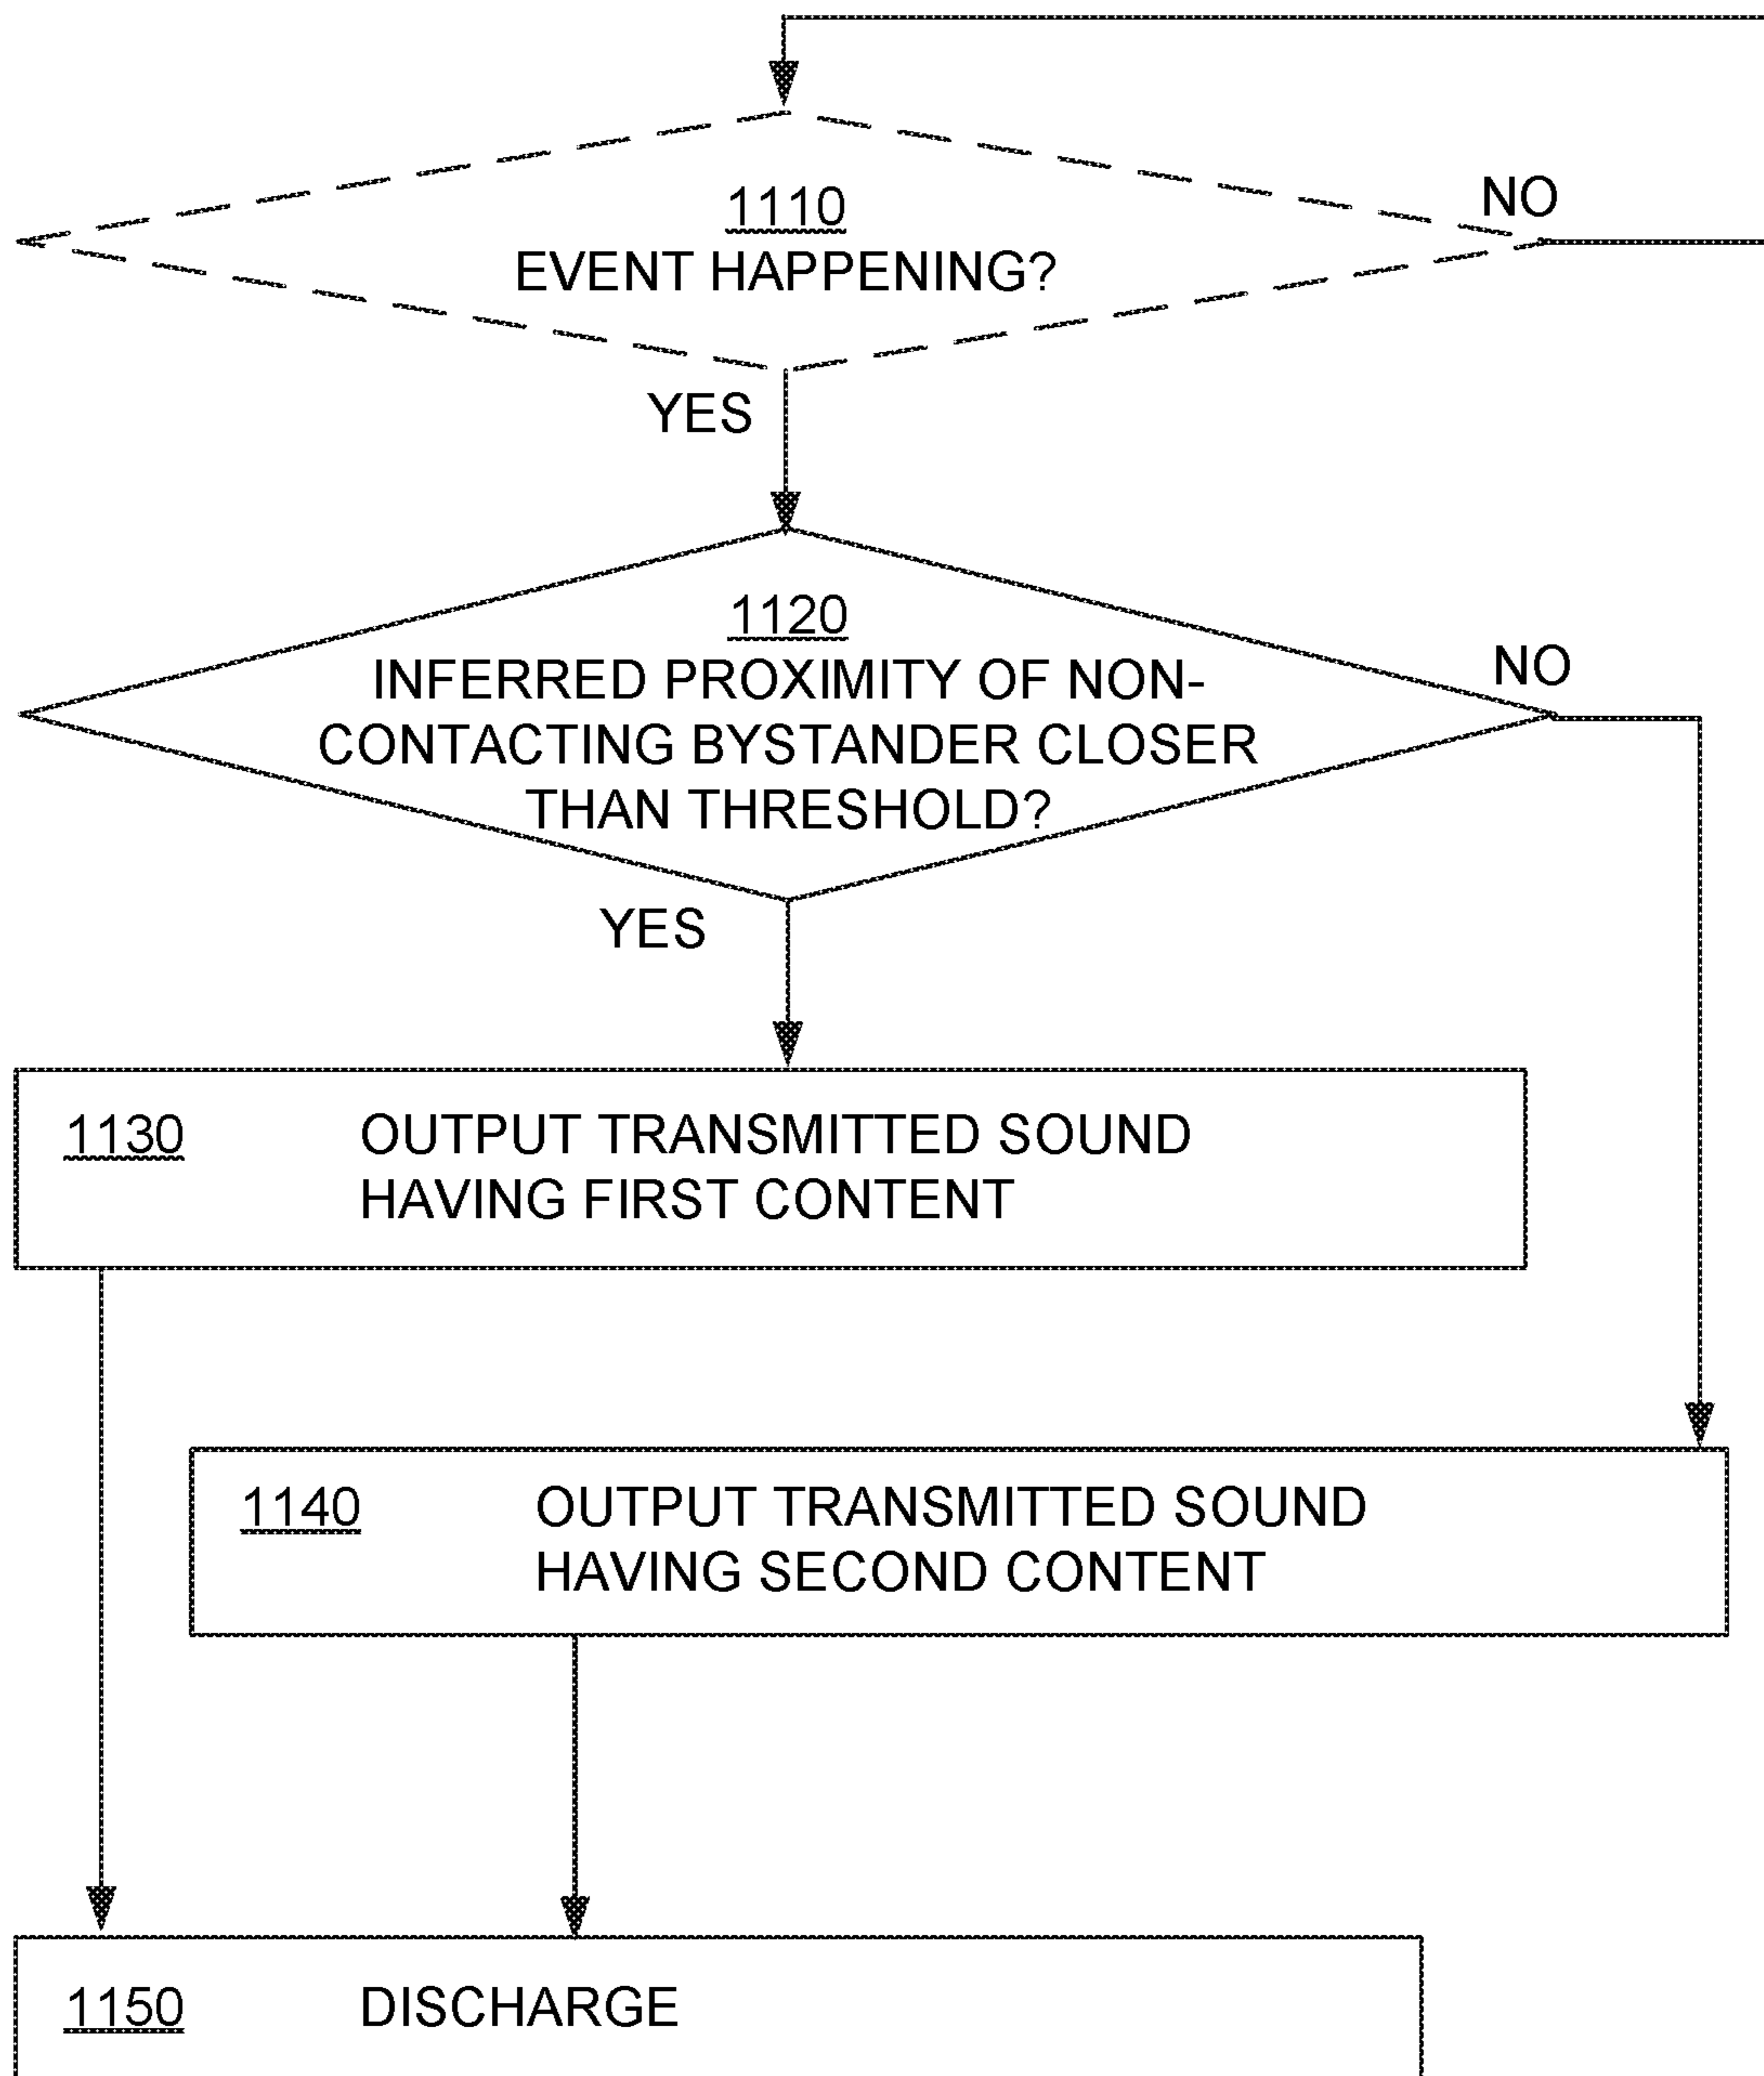 1110
EVENT HAPPENING?
NO
YES
1120
INFERRED PROXIMITY OF NON-
CONTACTING BYSTANDER CLOSER
THAN THRESHOLD?
NO
YES
1130 OUTPUT TRANSMITTED SOUND
HAVING FIRST CONTENT
1140 OUTPUT TRANSMITTED SOUND
HAVING SECOND CONTENT
1150 DISCHARGE